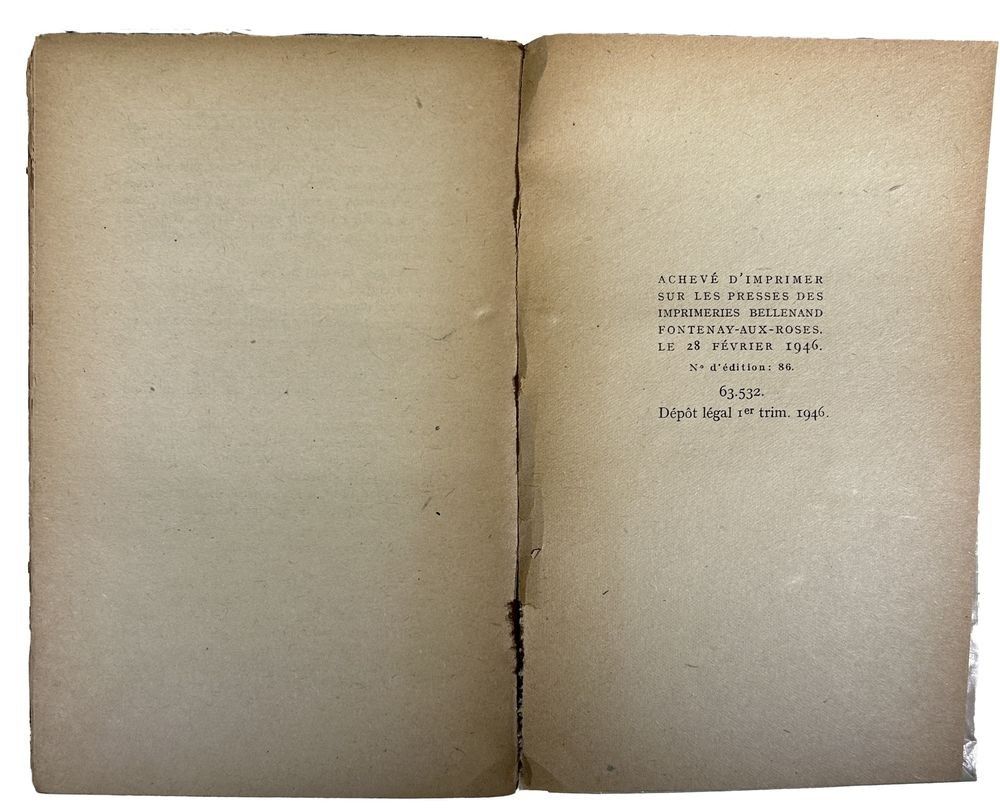 ACHEVÉ D'IMPRIMER
SUR LES PRESSES DES
IMPRIMERIES BELLENAND
FONTENAY-AUX-ROSES.
LE 28 FÉVRIER 1946.
Nº d'édition: 86.
63.532.
Dépôt légal 1er trim. 1946.